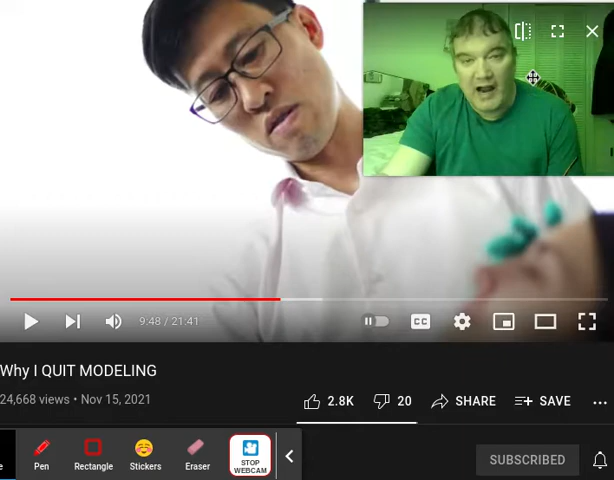 CC
9:48 / 21:41
Why I QUIT MODELING
24,668 views • Nov 15, 2021
2.8K
20
SHARE
SAVE
e
Pen
Rectangle
Stickers
Eraser
STOP
WEBCAM
SUBSCRIBED